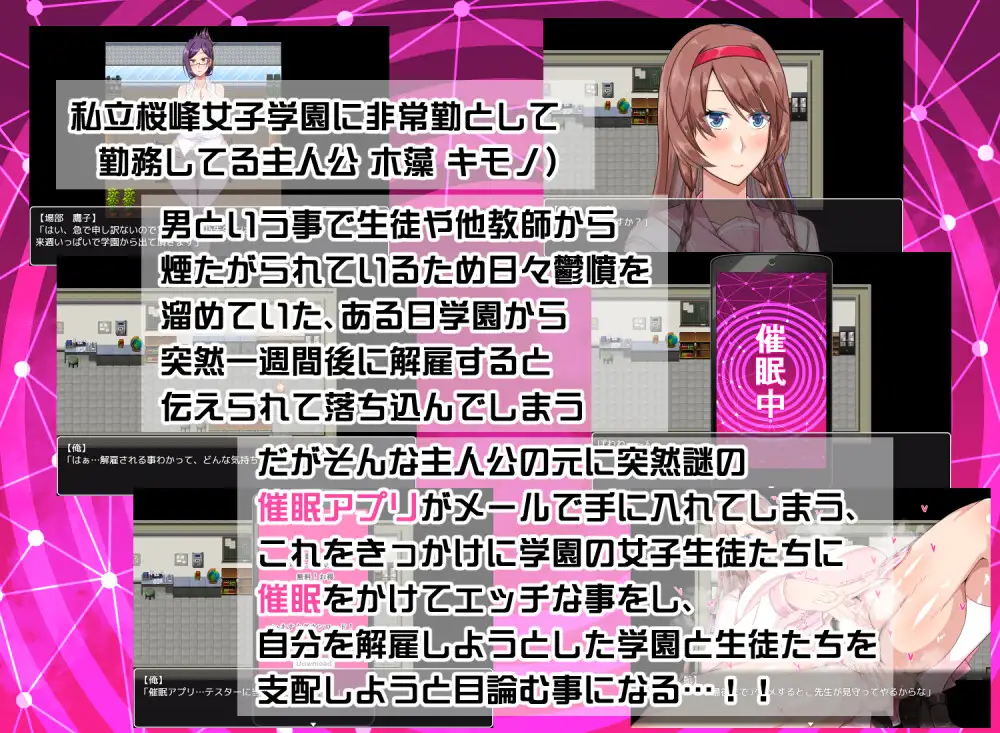 私立桜峰女子学園に非常勤として
勤務してる主人公 木藻 キモノ）
男という事で生徒や他教師から
煙たがられているため日々鬱憤を
溜めていた、ある日学園から
突然一週間後に解雇すると
伝えられて落ち込んでしまう
だがそんな主人公の元に突然謎の
催眠アプリがメールで手に入れてしまう、
これをきっかけに学園の女子生徒たちに
催眠をかけてエッチな事をし、
自分を解雇しようとした学園と生徒たちを
支配しようと目論む事になる…！！
【堀部　鷹子】
「はい、急で申し訳ないので
来週いっぱいで学園から出て頂きます」
すか？」
催眠中
【俺】
「はぁ…解雇される事わかって、どんな気持ち
Download
【俺】
「催眠アプリ…テスターに
すると、先生が見守ってやるからな」